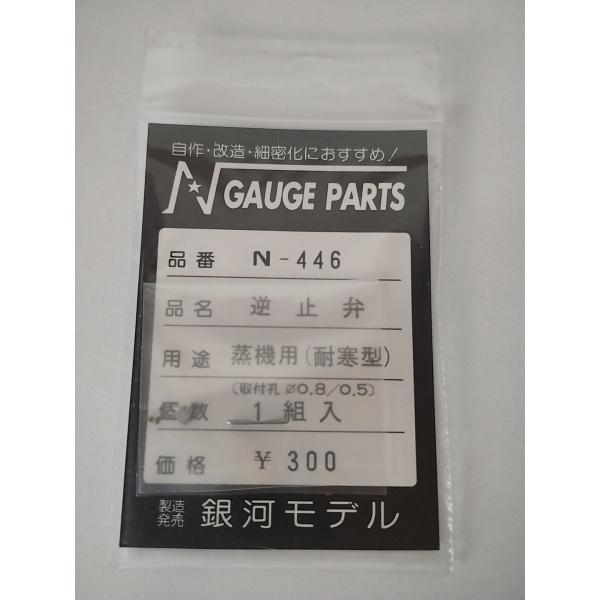 自作・改造・細密化におすすめ！
N GAUGE PARTS
品番 N-446
品名 逆止弁
用途 蒸機用(耐寒型)
〔取付孔 ø0.8/0.5〕
個数 1組入
価格 ¥300
製造
発売 銀河モデル